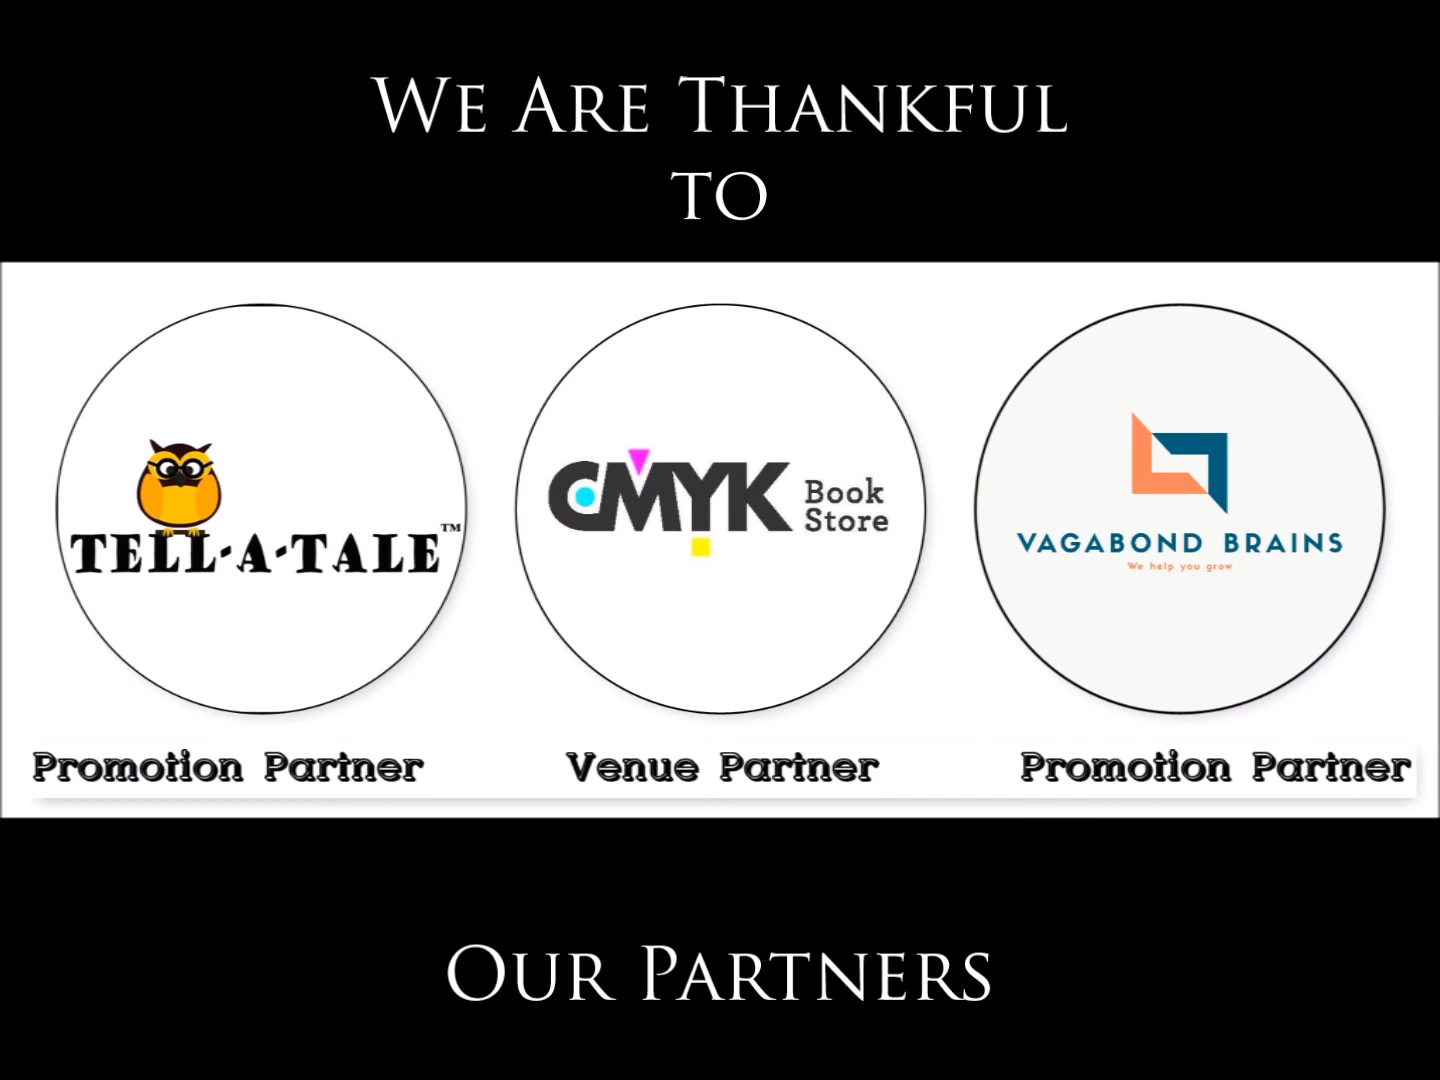 We Are Thankful
to
TELL-A-TALE™
CMYK Book
Store
VAGABOND BRAINS
We help you grow
Promotion Partner Venue Partner Promotion Partner
Our Partners